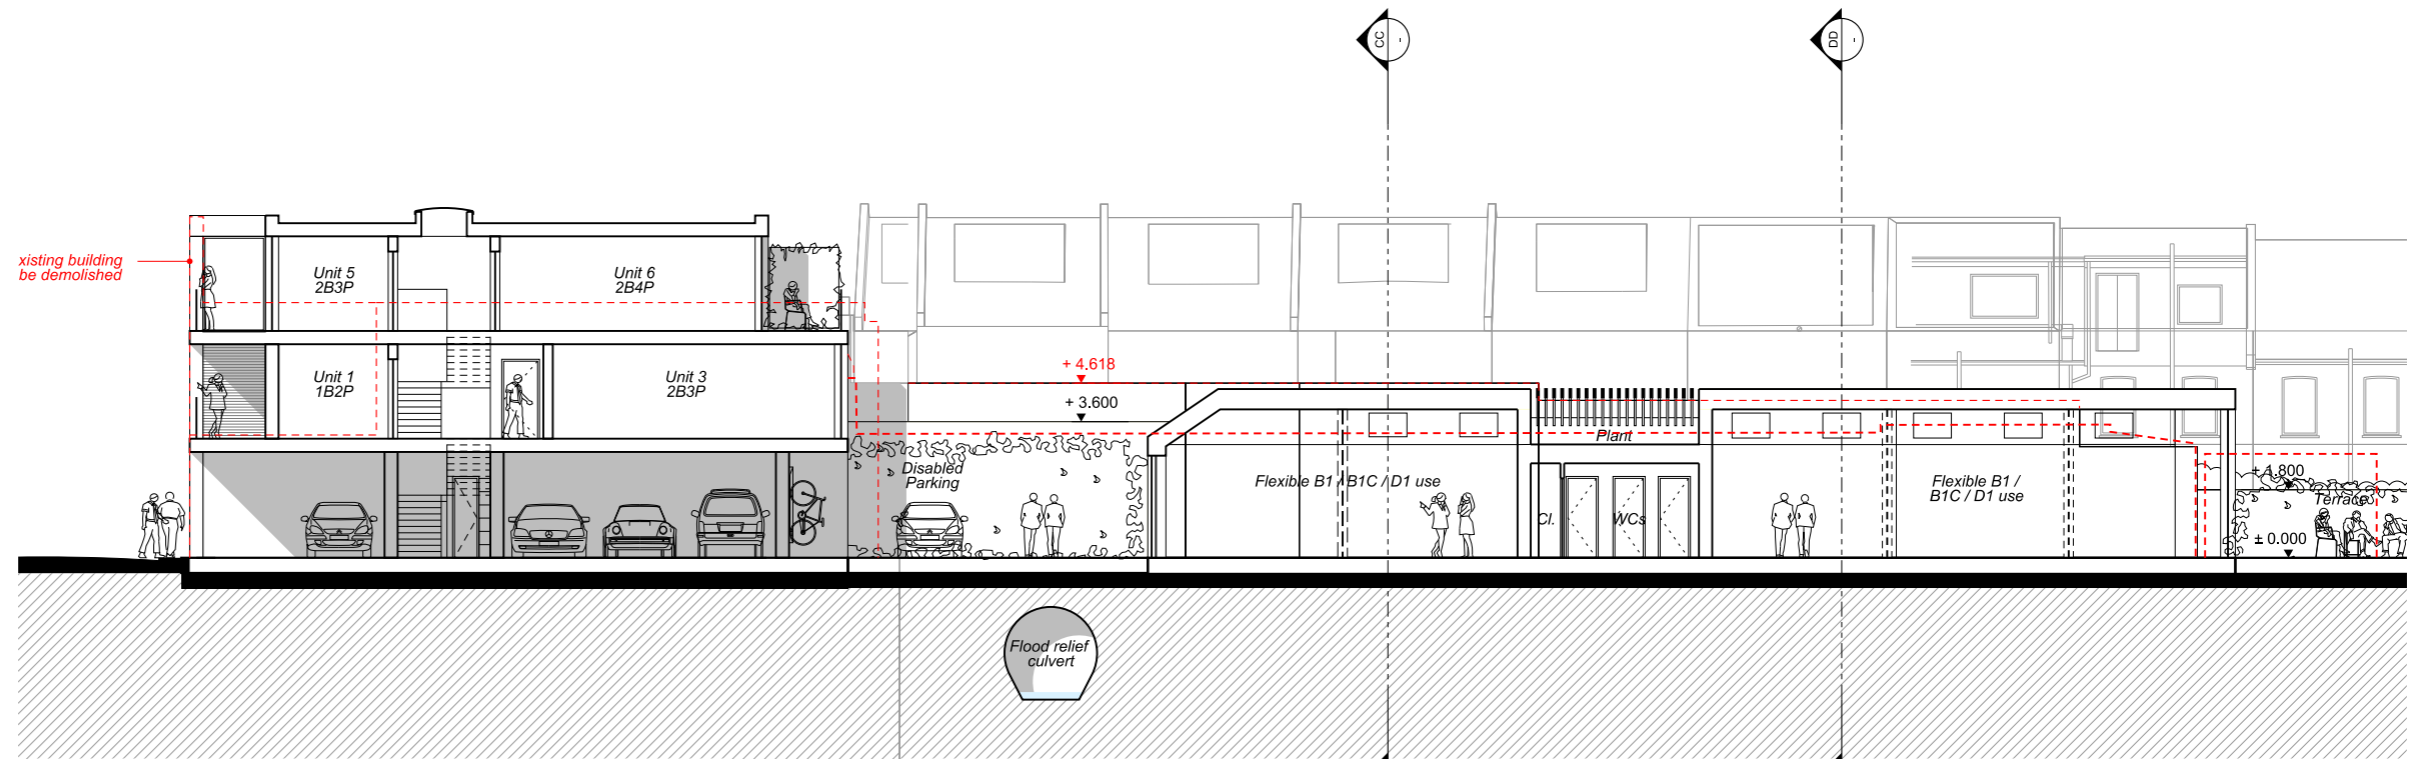 CC -
DD -
xisting building
be demolished
Unit 5
2B3P
Unit 6
2B4P
Unit 1
1B2P
Unit 3
2B3P
+ 4.618
+ 3.600
Plant
Disabled
Parking
Flexible B1 / B1C / D1 use
Flexible B1 /
B1C / D1 use
+ 1.800
Terrace
Cl.
WCs
± 0.000
Flood relief
culvert